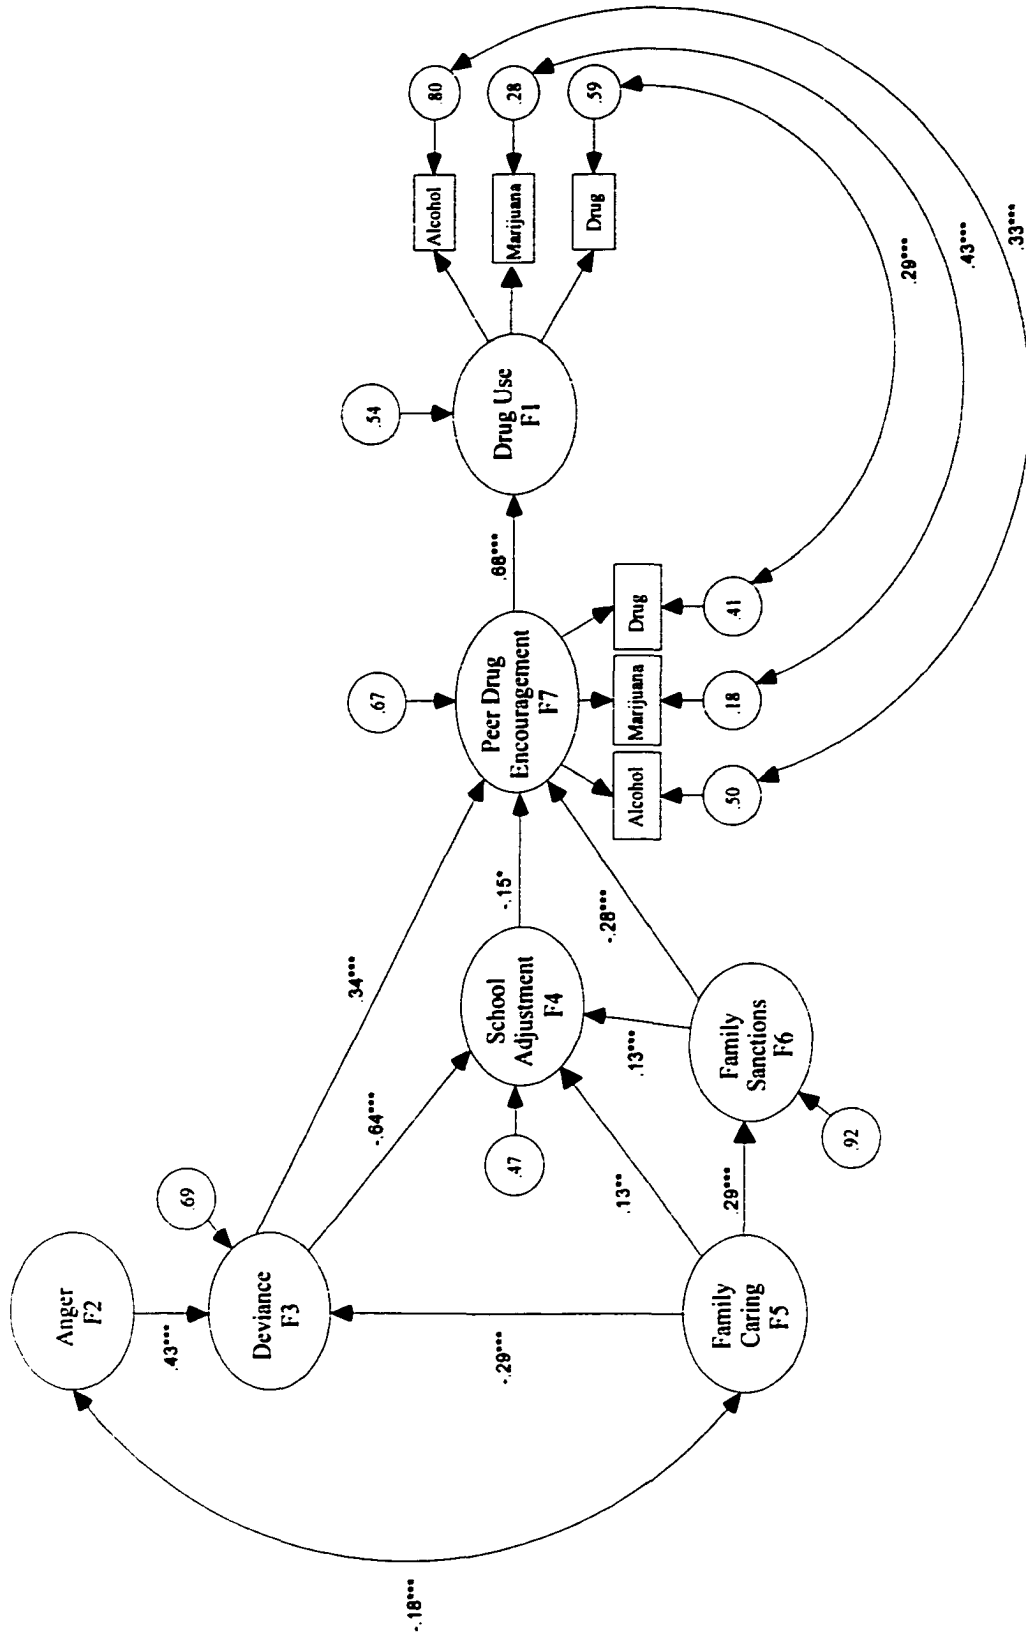 Anger
F2
.43***
.69
Deviance
F3
-.18***
-.29***
.34***
-.64***
.47
School
Adjustment
F4
-.15*
.13**
.13***
Family
Caring
F5
.29***
Family
Sanctions
F6
.92
-.28***
.67
Peer Drug
Encouragement
F7
Alcohol
Marijuana
Drug
.50
.18
.41
.68***
.54
Drug Use
F1
Alcohol
Marijuana
Drug
.80
.28
.59
.29***
.43***
.33***